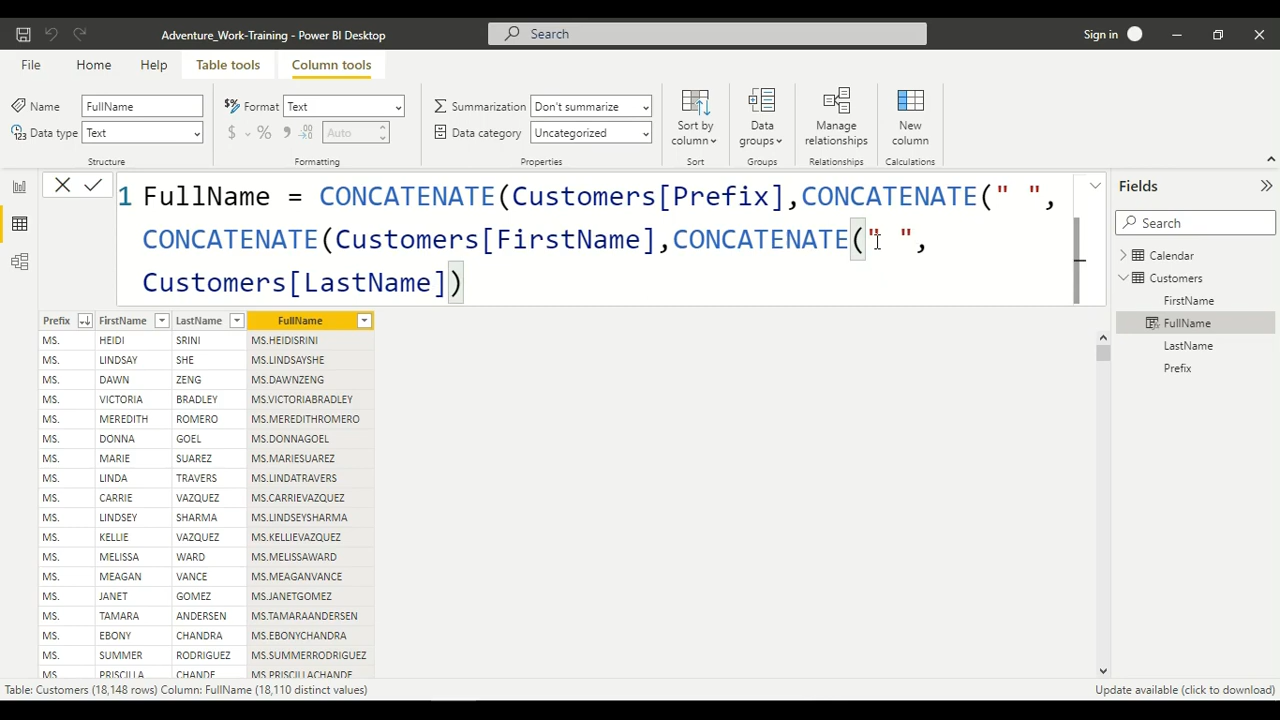 Adventure_Work-Training - Power BI Desktop
Search
Sign in
File Home Help Table tools Column tools
Name FullName
Data type Text
Structure
Format Text
$ % , Auto
Formatting
Summarization Don't summarize
Data category Uncategorized
Properties
Sort by column
Sort
Data groups
Groups
Manage relationships
Relationships
New column
Calculations
1 FullName = CONCATENATE(Customers[Prefix],CONCATENATE(" ",
CONCATENATE(Customers[FirstName],CONCATENATE(" ",
Customers[LastName])
Prefix FirstName LastName FullName
MS. HEIDI SRINI MS.HEIDISRINI
MS. LINDSAY SHE MS.LINDSAYSHE
MS. DAWN ZENG MS.DAWNZENG
MS. VICTORIA BRADLEY MS.VICTORIABRADLEY
MS. MEREDITH ROMERO MS.MEREDITHROMERO
MS. DONNA GOEL MS.DONNAGOEL
MS. MARIE SUAREZ MS.MARIESUAREZ
MS. LINDA TRAVERS MS.LINDATRAVERS
MS. CARRIE VAZQUEZ MS.CARRIEVAZQUEZ
MS. LINDSEY SHARMA MS.LINDSEYSHARMA
MS. KELLIE VAZQUEZ MS.KELLIEVAZQUEZ
MS. MELISSA WARD MS.MELISSAWARD
MS. MEAGAN VANCE MS.MEAGANVANCE
MS. JANET GOMEZ MS.JANETGOMEZ
MS. TAMARA ANDERSEN MS.TAMARAANDERSEN
MS. EBONY CHANDRA MS.EBONYCHANDRA
MS. SUMMER RODRIGUEZ MS.SUMMERRODRIGUEZ
MS. PRISCILLA CHANDE MS.PRISCILLACHANDE
Fields
Search
Calendar
Customers
FirstName
FullName
LastName
Prefix
Table: Customers (18,148 rows) Column: FullName (18,110 distinct values)
Update available (click to download)